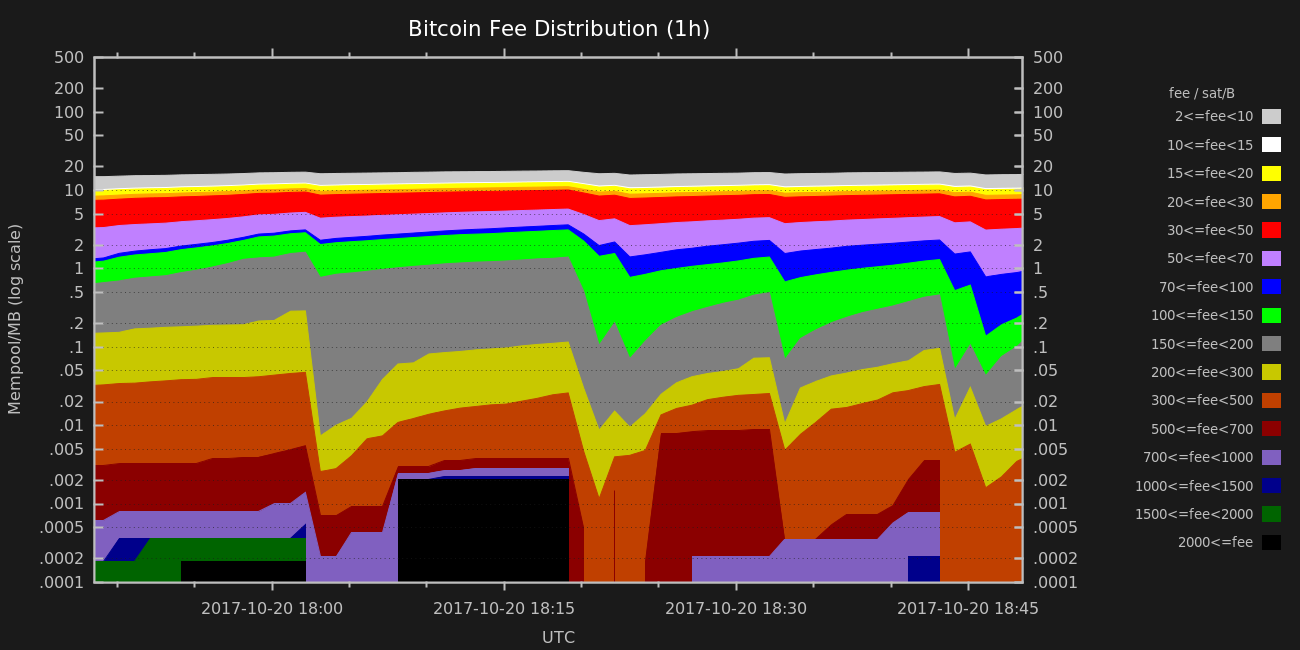 Bitcoin Fee Distribution (1h)
500
200
100
50
20
10
5
2
1
.5
.2
.1
.05
.02
.01
.005
.002
.001
.0005
.0002
.0001
Mempool/MB (log scale)
500
200
100
50
20
10
5
2
1
.5
.2
.1
.05
.02
.01
.005
.002
.001
.0005
.0002
.0001
2017-10-20 18:00
2017-10-20 18:15
2017-10-20 18:30
2017-10-20 18:45
UTC
fee / sat/B
2<=fee<10
10<=fee<15
15<=fee<20
20<=fee<30
30<=fee<50
50<=fee<70
70<=fee<100
100<=fee<150
150<=fee<200
200<=fee<300
300<=fee<500
500<=fee<700
700<=fee<1000
1000<=fee<1500
1500<=fee<2000
2000<=fee